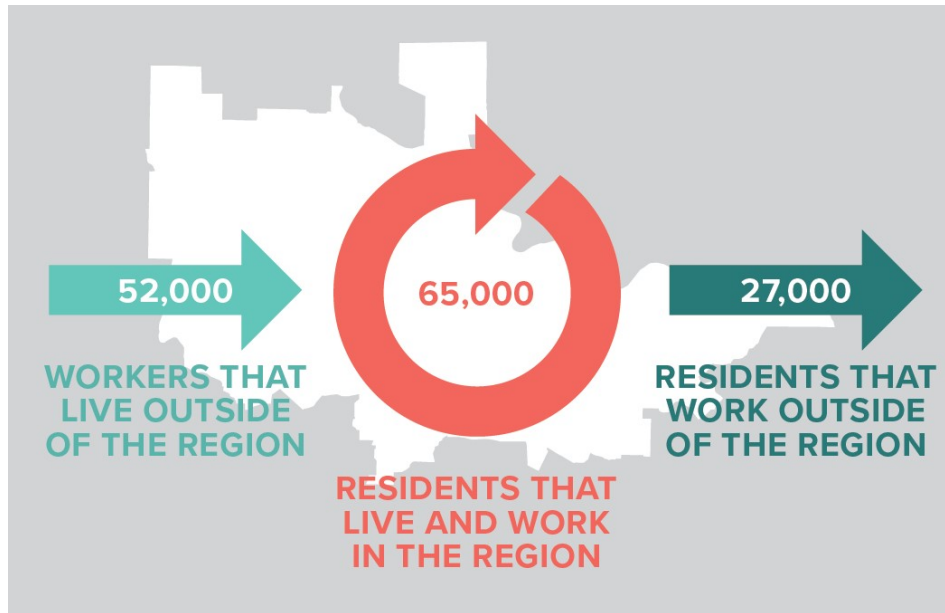 52,000
WORKERS THAT
LIVE OUTSIDE
OF THE REGION
65,000
RESIDENTS THAT
LIVE AND WORK
IN THE REGION
27,000
RESIDENTS THAT
WORK OUTSIDE
OF THE REGION